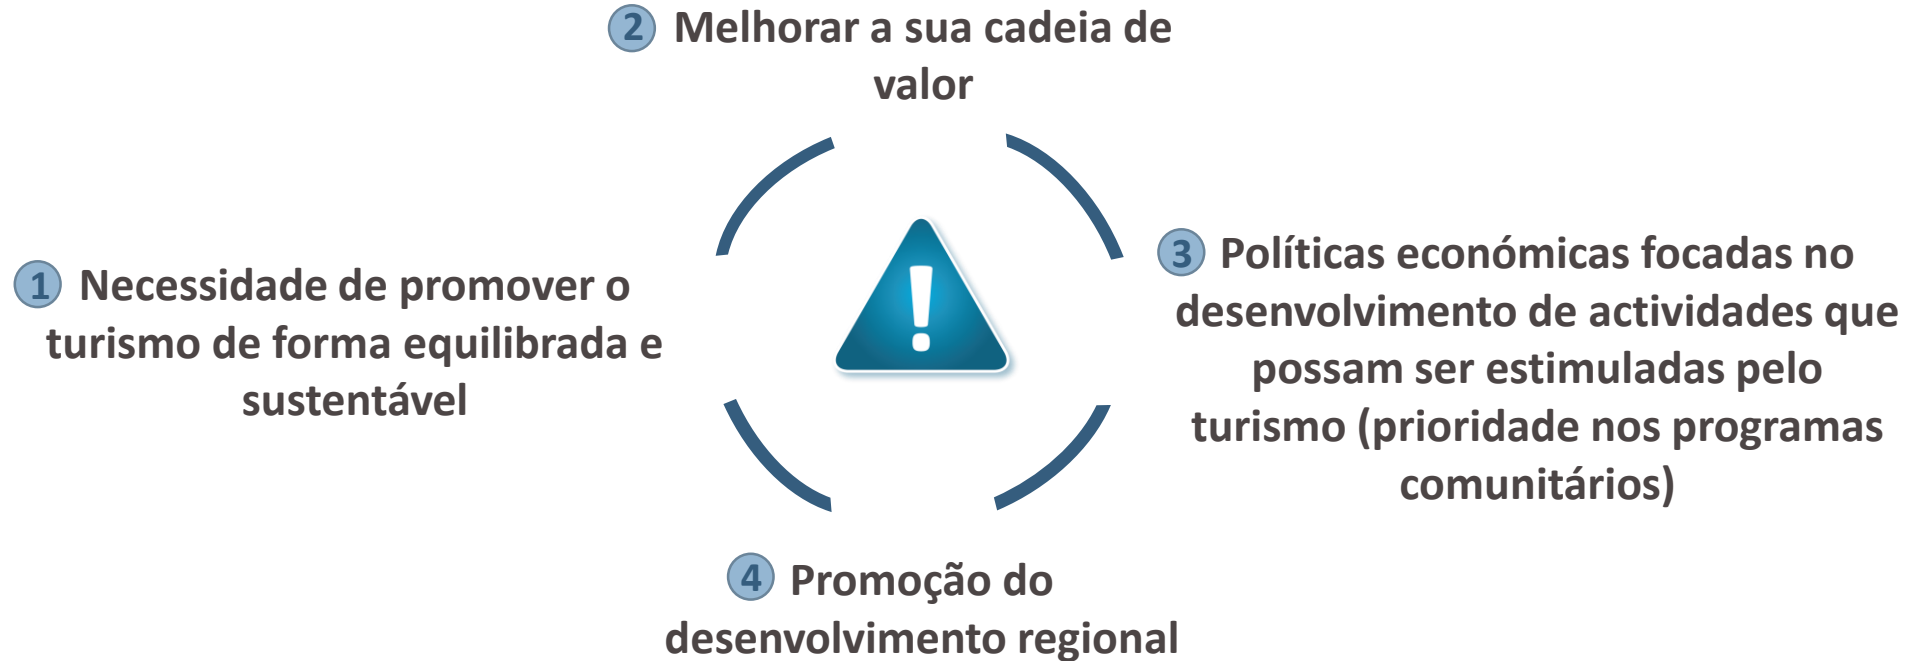 1 Necessidade de promover o
turismo de forma equilibrada e
sustentável
2 Melhorar a sua cadeia de
valor
3 Políticas económicas focadas no
desenvolvimento de actividades que
possam ser estimuladas pelo
turismo (prioridade nos programas
comunitários)
4 Promoção do
desenvolvimento regional